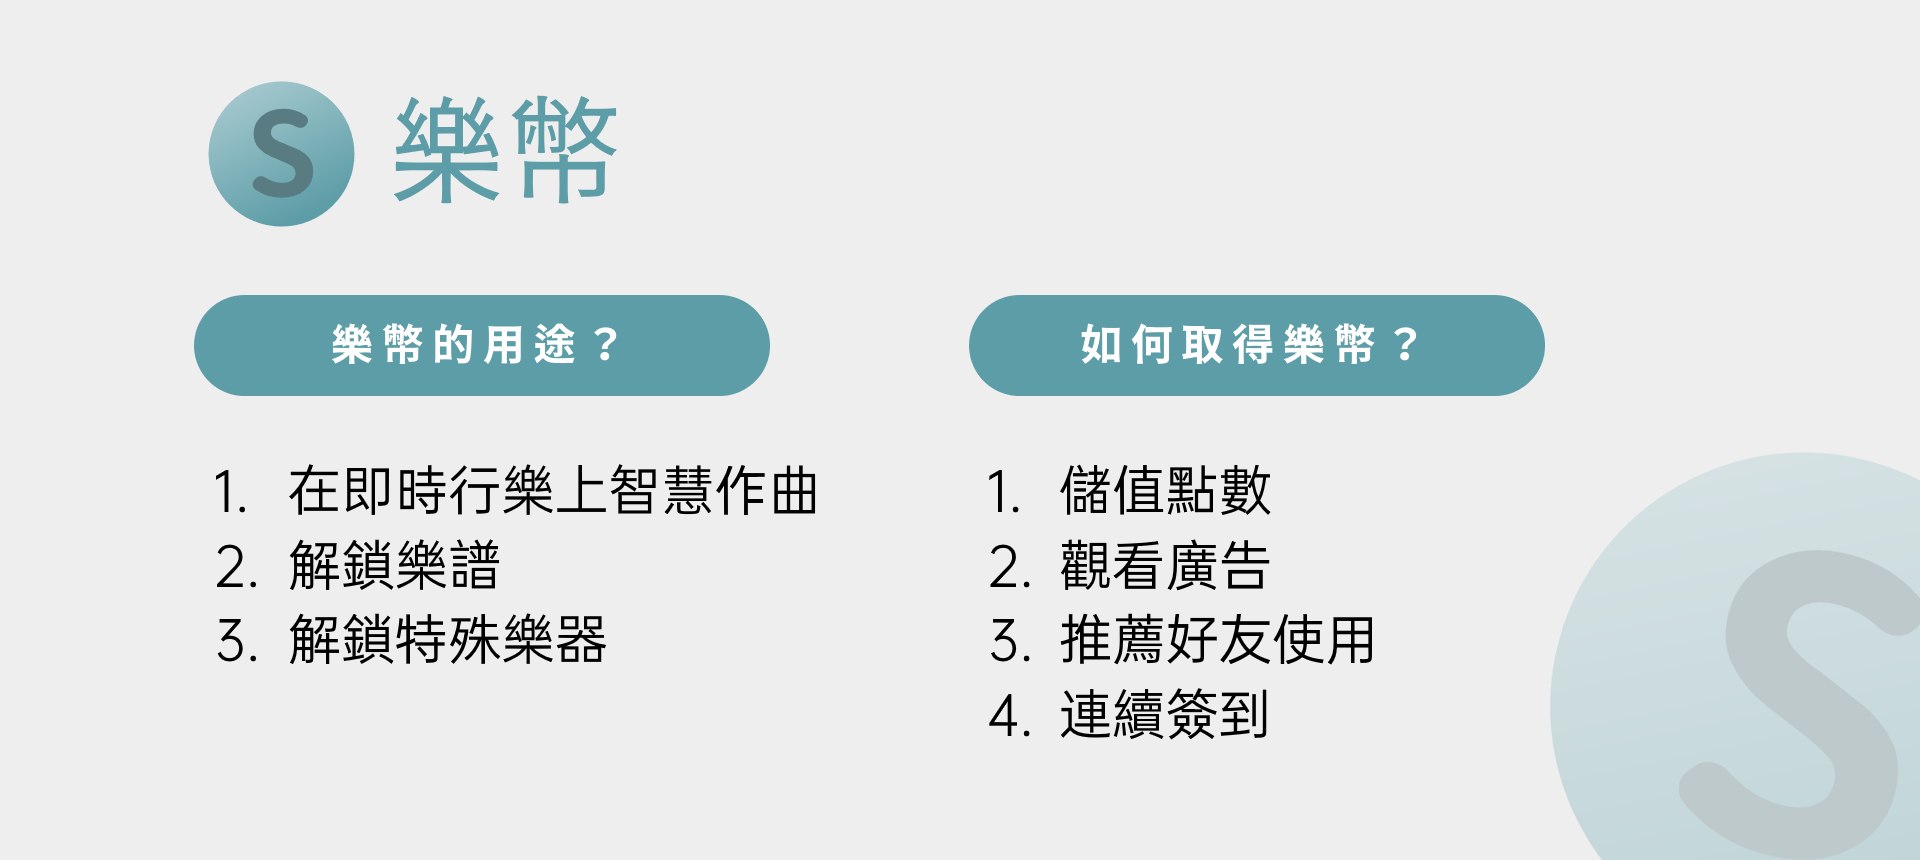 S 樂幣
樂幣的用途？
1. 在即時行樂上智慧作曲
2. 解鎖樂譜
3. 解鎖特殊樂器
如何取得樂幣？
1. 儲值點數
2. 觀看廣告
3. 推薦好友使用
4. 連續簽到
S